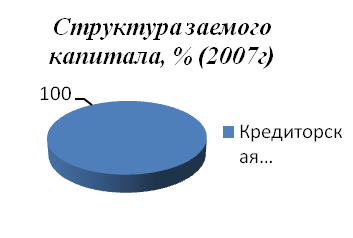 Структура заемого
капитала, % (2007г)
100
Кредиторск
ая...